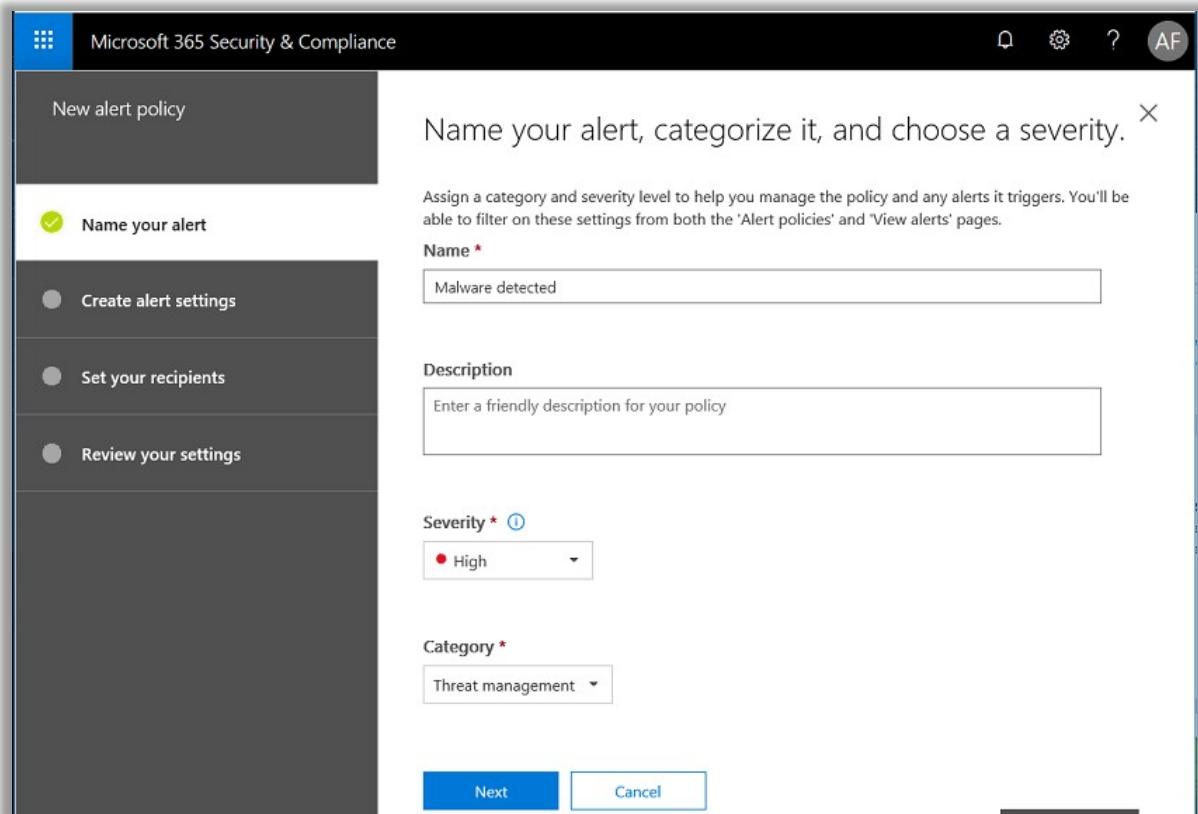 Microsoft 365 Security & Compliance
?
AF
New alert policy
Name your alert
Create alert settings
Set your recipients
Review your settings
Name your alert, categorize it, and choose a severity.
Assign a category and severity level to help you manage the policy and any alerts it triggers. You'll be
able to filter on these settings from both the 'Alert policies' and 'View alerts' pages.
Name *
Malware detected
Description
Enter a friendly description for your policy
Severity *
High
Category *
Threat management
Next
Cancel